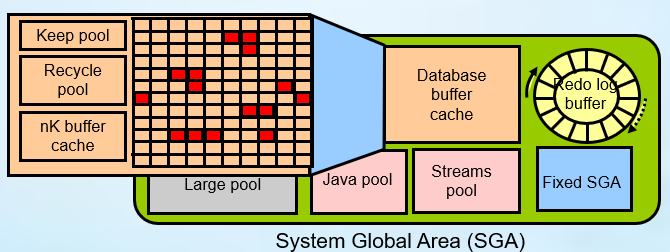 Keep pool
Recycle
pool
nK buffer
cache
Database
buffer
cache
Redo log
buffer
Large pool
Java pool
Streams
pool
Fixed SGA
System Global Area (SGA)